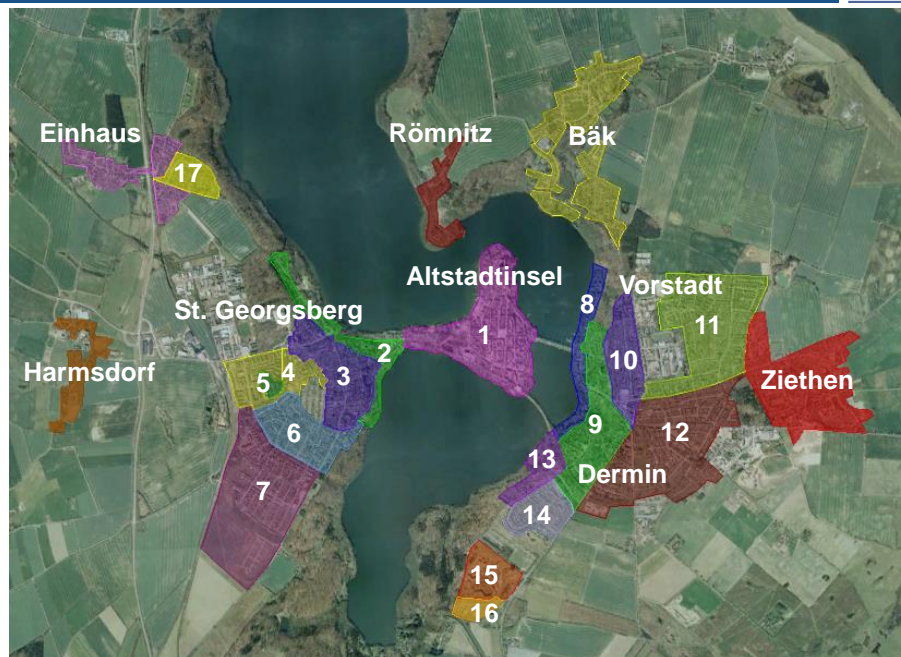 Einhaus
Römnitz
Bäk
17
St. Georgsberg
Altstadtinsel
Vorstadt
8
11
1
2
10
Harmsdorf
5
4
3
Ziethen
6
9
12
13
Dermin
7
14
15
16